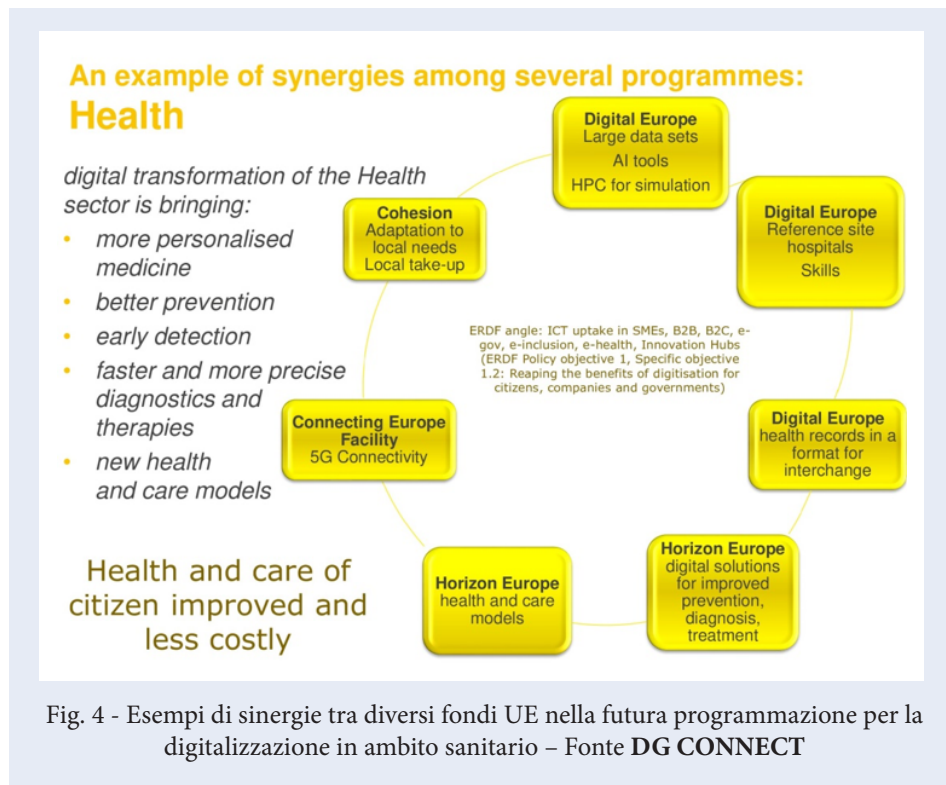 An example of synergies among several programmes:
Health
digital transformation of the Health
sector is bringing:
• more personalised
medicine
• better prevention
• early detection
• faster and more precise
diagnostics and
therapies
• new health
and care models
Health and care of
citizen improved and
less costly
Digital Europe
Large data sets
AI tools
HPC for simulation
Digital Europe
Reference site
hospitals
Skills
Digital Europe
health records in a
format for
interchange
Horizon Europe
digital solutions
for improved
prevention,
diagnosis,
treatment
Horizon Europe
health and care
models
Connecting Europe
Facility
5G Connectivity
Cohesion
Adaptation to
local needs
Local take-up
ERDF angle: ICT uptake in SMEs, B2B, B2C, e-
gov, e-inclusion, e-health, Innovation Hubs
(ERDF Policy objective 1, Specific objective
1.2: Reaping the benefits of digitisation for
citizens, companies and governments)
Fig. 4 - Esempi di sinergie tra diversi fondi UE nella futura programmazione per la
digitalizzazione in ambito sanitario – Fonte DG CONNECT